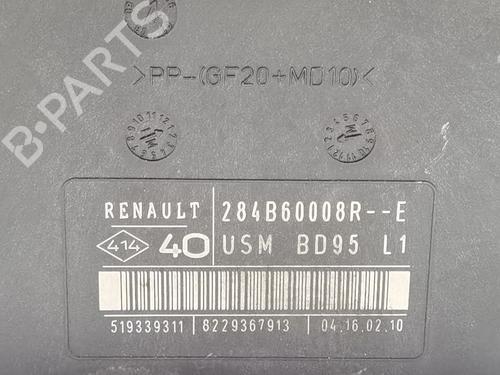 B-PARTS
>PP-(GF20+MD10)<
RENAULT 284B60008R--E
414 40 USM BD95 L1
519339311 8229367913 04.16.02.10